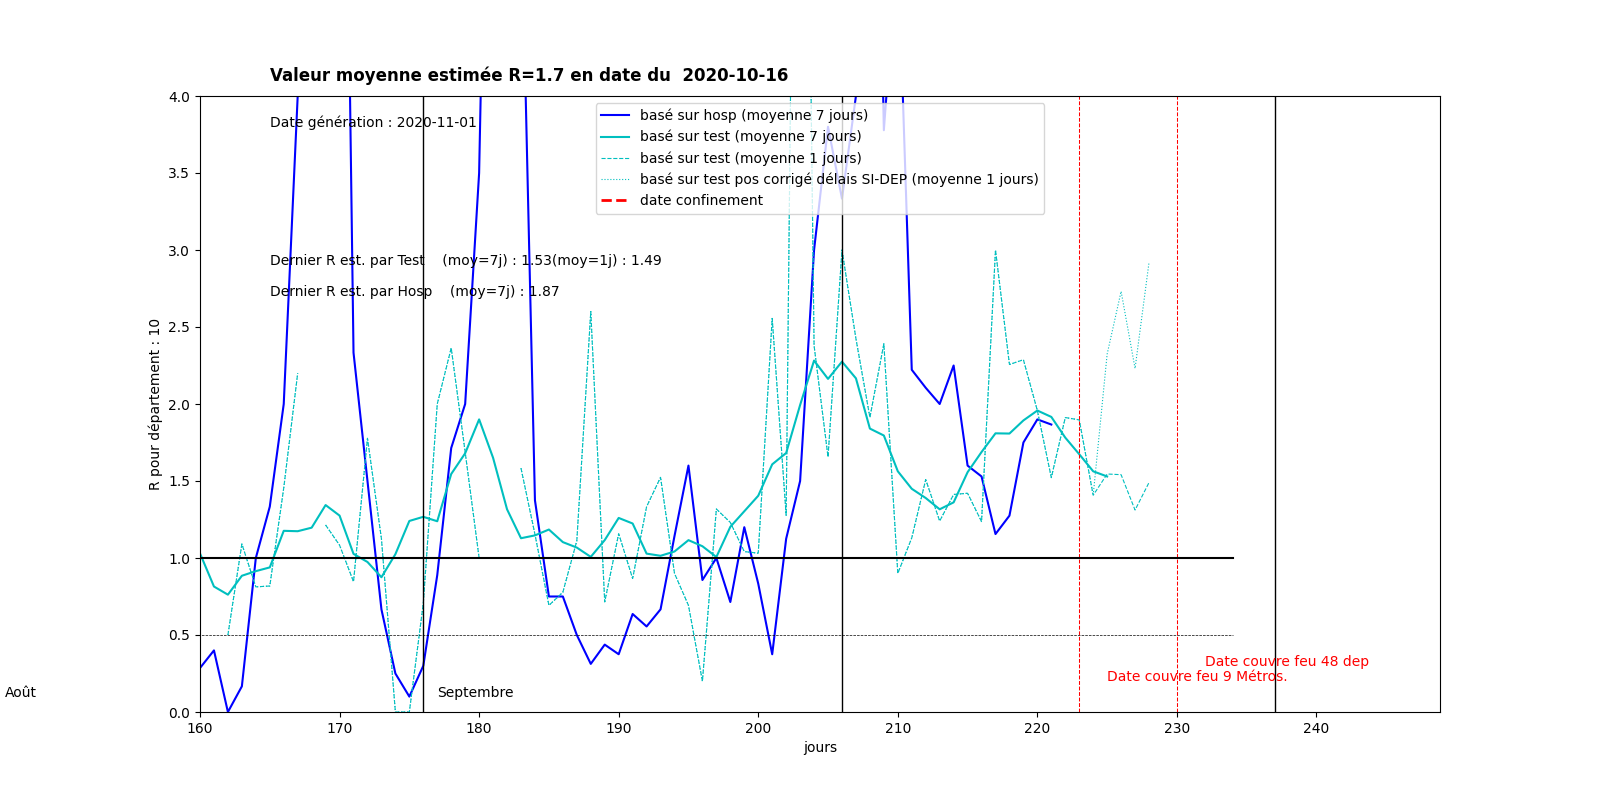 Valeur moyenne estimée R=1.7 en date du  2020-10-16
Date génération : 2020-11-01
basé sur hosp (moyenne 7 jours)
basé sur test (moyenne 7 jours)
basé sur test (moyenne 1 jours)
basé sur test pos corrigé délais SI-DEP (moyenne 1 jours)
date confinement
Dernier R est. par Test    (moy=7j) : 1.53(moy=1j) : 1.49
Dernier R est. par Hosp    (moy=7j) : 1.87
R pour département : 10
4.0
3.5
3.0
2.5
2.0
1.5
1.0
0.5
0.0
Date couvre feu 48 dep
Date couvre feu 9 Métros.
Août
Septembre
160 170 180 190 200 210 220 230 240
jours